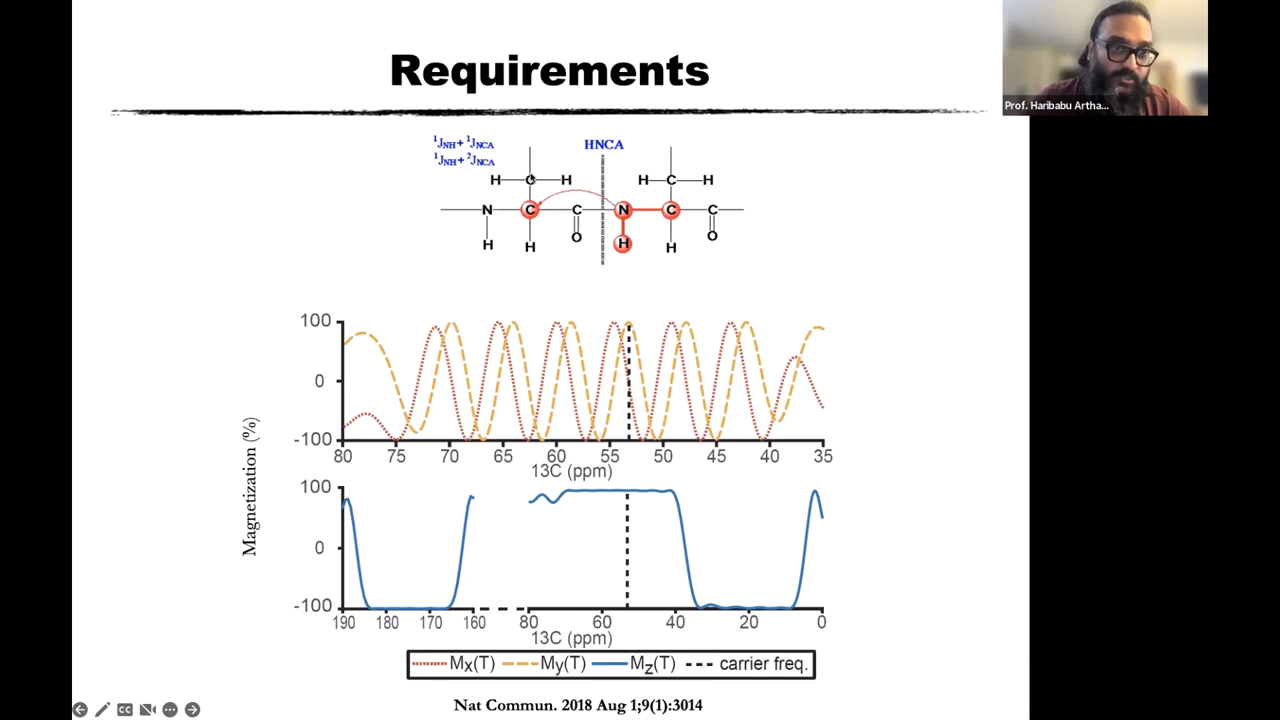 Requirements
Prof. Haribabu Artha...
¹J_NH + ¹J_NCA
¹J_NH + ²J_NCA
HNCA
H C H H C H
N C C N C C
H H O H H O
100
0
-100
80 75 70 65 60 55 50 45 40 35
13C (ppm)
Magnetization (%)
100
0
-100
190 180 170 160 80 60 40 20 0
13C (ppm)
Mx(T) My(T) Mz(T) carrier freq.
Nat Commun. 2018 Aug 1;9(1):3014
CC